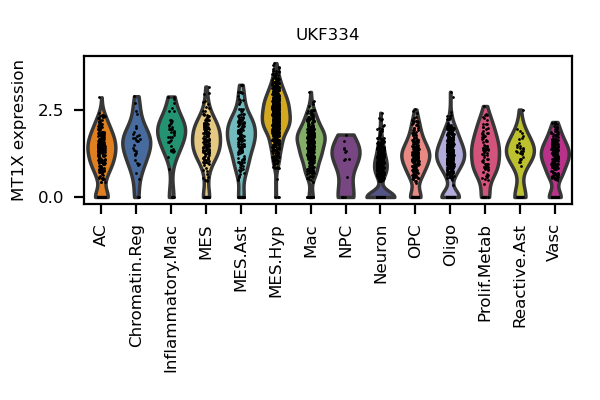 UKF334
MT1X expression
2.5
0.0
AC
Chromatin.Reg
Inflammatory.Mac
MES
MES.Ast
MES.Hyp
Mac
NPC
Neuron
OPC
Oligo
Prolif.Metab
Reactive.Ast
Vasc